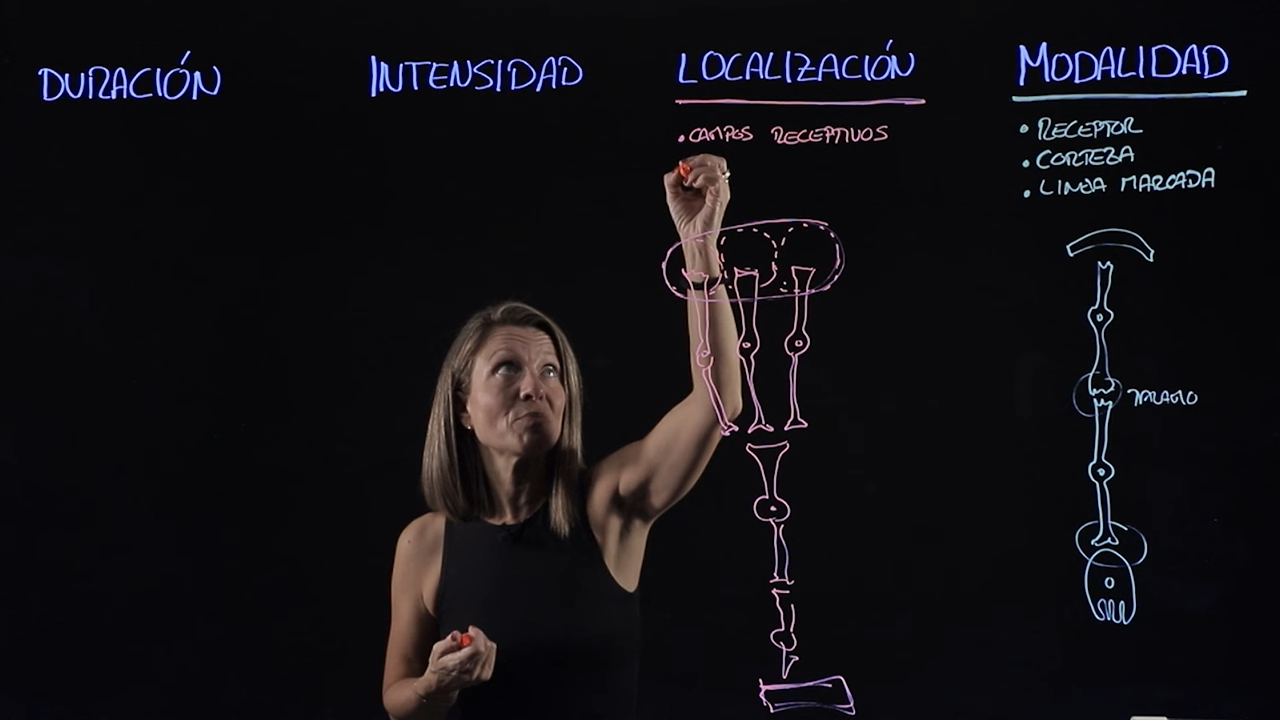 DURACIÓN
INTENSIDAD
LOCALIZACIÓN
• CAMPOS RECEPTIVOS
MODALIDAD
• RECEPTOR
• CORTEZA
• LINEA MARCADA
TALAMO